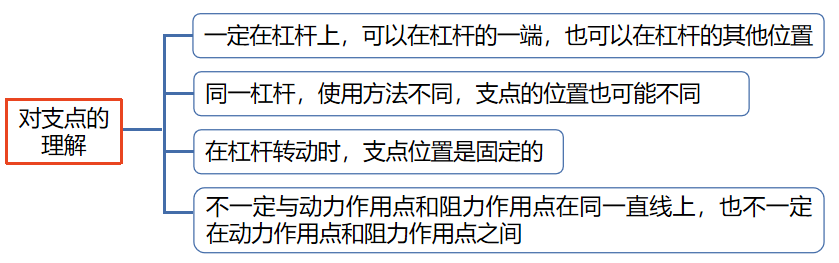 对支点的
理解
一定在杠杆上，可以在杠杆的一端，也可以在杠杆的其他位置
同一杠杆，使用方法不同，支点的位置也可能不同
在杠杆转动时，支点位置是固定的
不一定与动力作用点和阻力作用点在同一直线上，也不一定
在动力作用点和阻力作用点之间